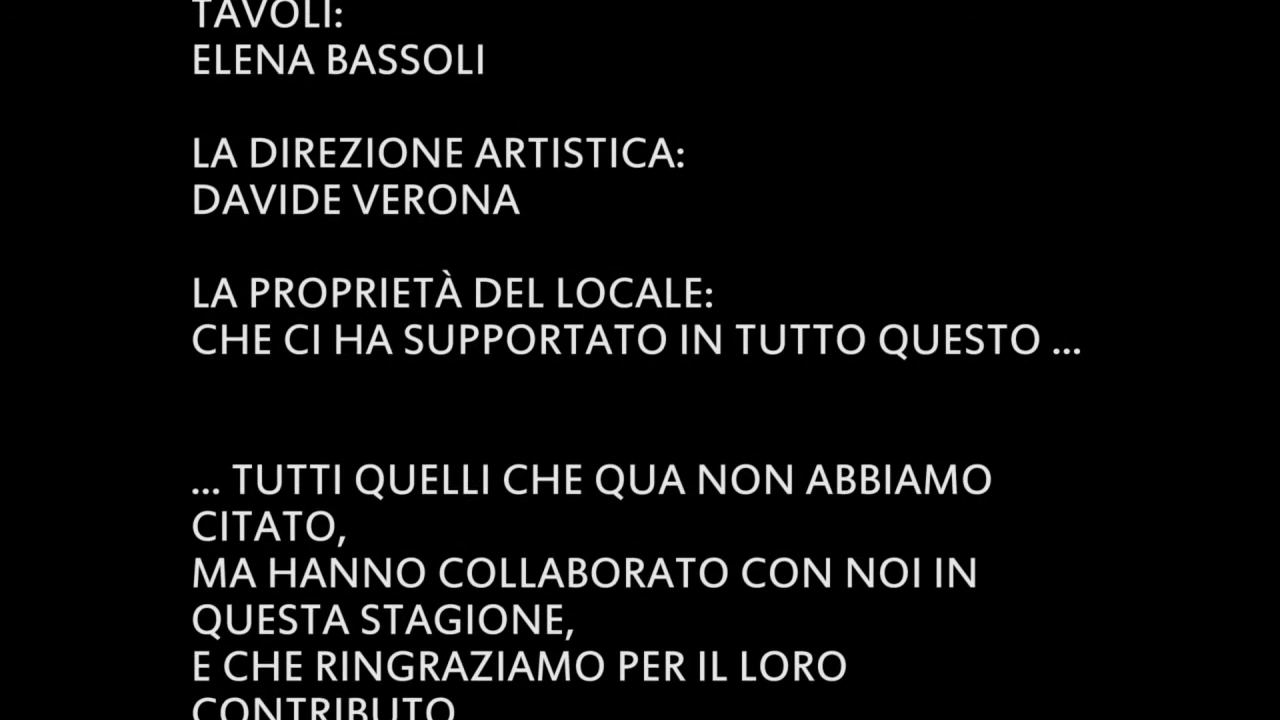 TAVOLI:
ELENA BASSOLI
LA DIREZIONE ARTISTICA:
DAVIDE VERONA
LA PROPRIETÀ DEL LOCALE:
CHE CI HA SUPPORTATO IN TUTTO QUESTO ...
... TUTTI QUELLI CHE QUA NON ABBIAMO
CITATO,
MA HANNO COLLABORATO CON NOI IN
QUESTA STAGIONE,
E CHE RINGRAZIAMO PER IL LORO
CONTRIBUTO